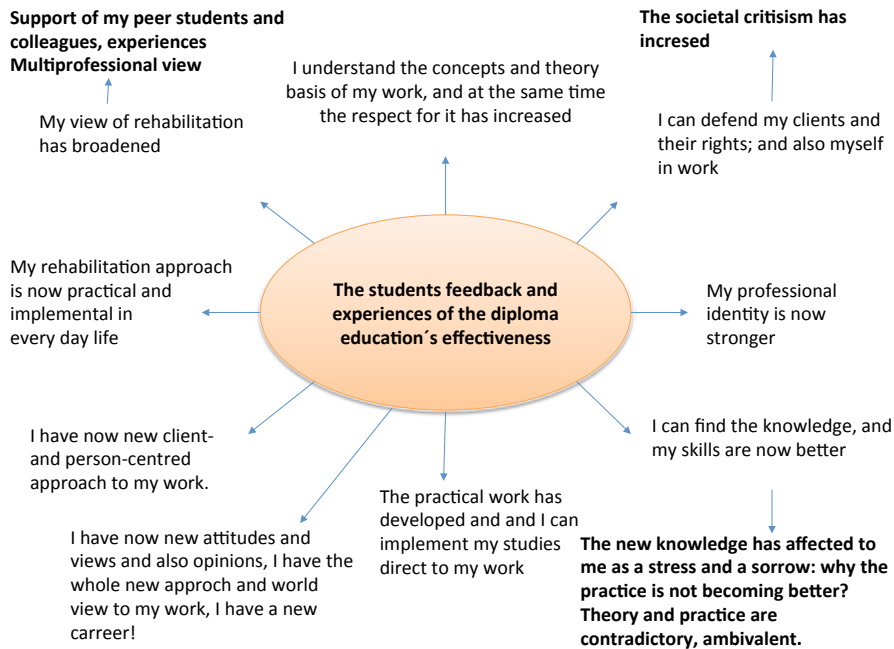 Support of my peer students and
colleagues, experiences
Multiprofessional view
My view of rehabilitation
has broadened
I understand the concepts and theory
basis of my work, and at the same time
the respect for it has increased
The societal critisism has
incresed
I can defend my clients and
their rights; and also myself
in work
My rehabilitation approach
is now practical and
implemental in
every day life
The students feedback and
experiences of the diploma
education´s effectiveness
My professional
identity is now
stronger
I have now new client-
and person-centred
approach to my work.
I have now new attitudes and
views and also opinions, I have the
whole new approch and world
view to my work, I have a new
carreer!
The practical work has
developed and and I can
implement my studies
direct to my work
I can find the knowledge, and
my skills are now better
The new knowledge has affected to
me as a stress and a sorrow: why the
practice is not becoming better?
Theory and practice are
contradictory, ambivalent.